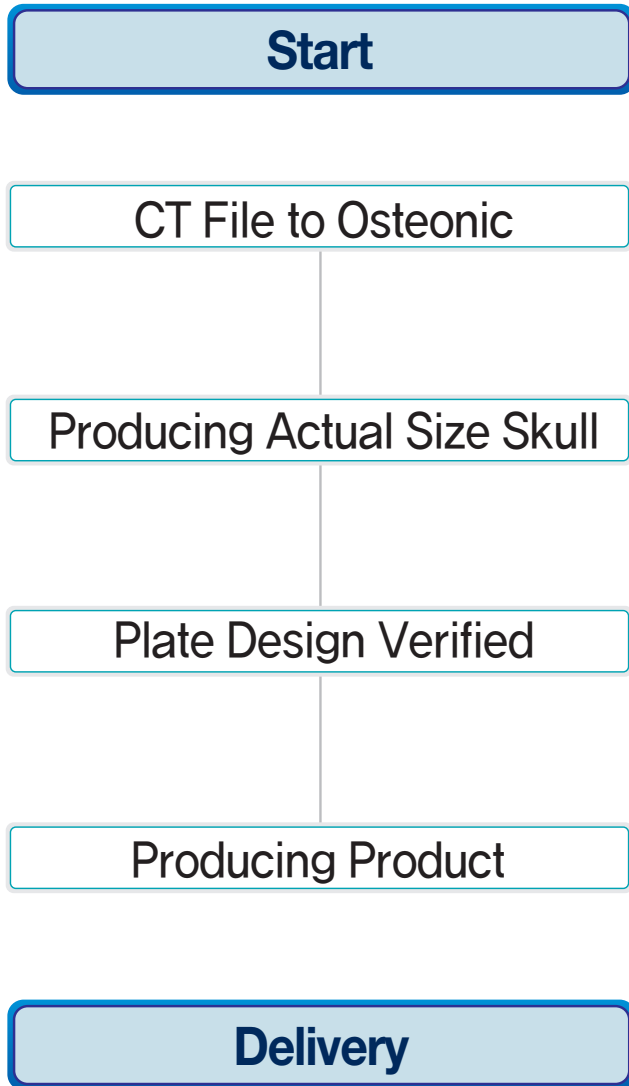 Start
CT File to Osteonic
Producing Actual Size Skull
Plate Design Verified
Producing Product
Delivery